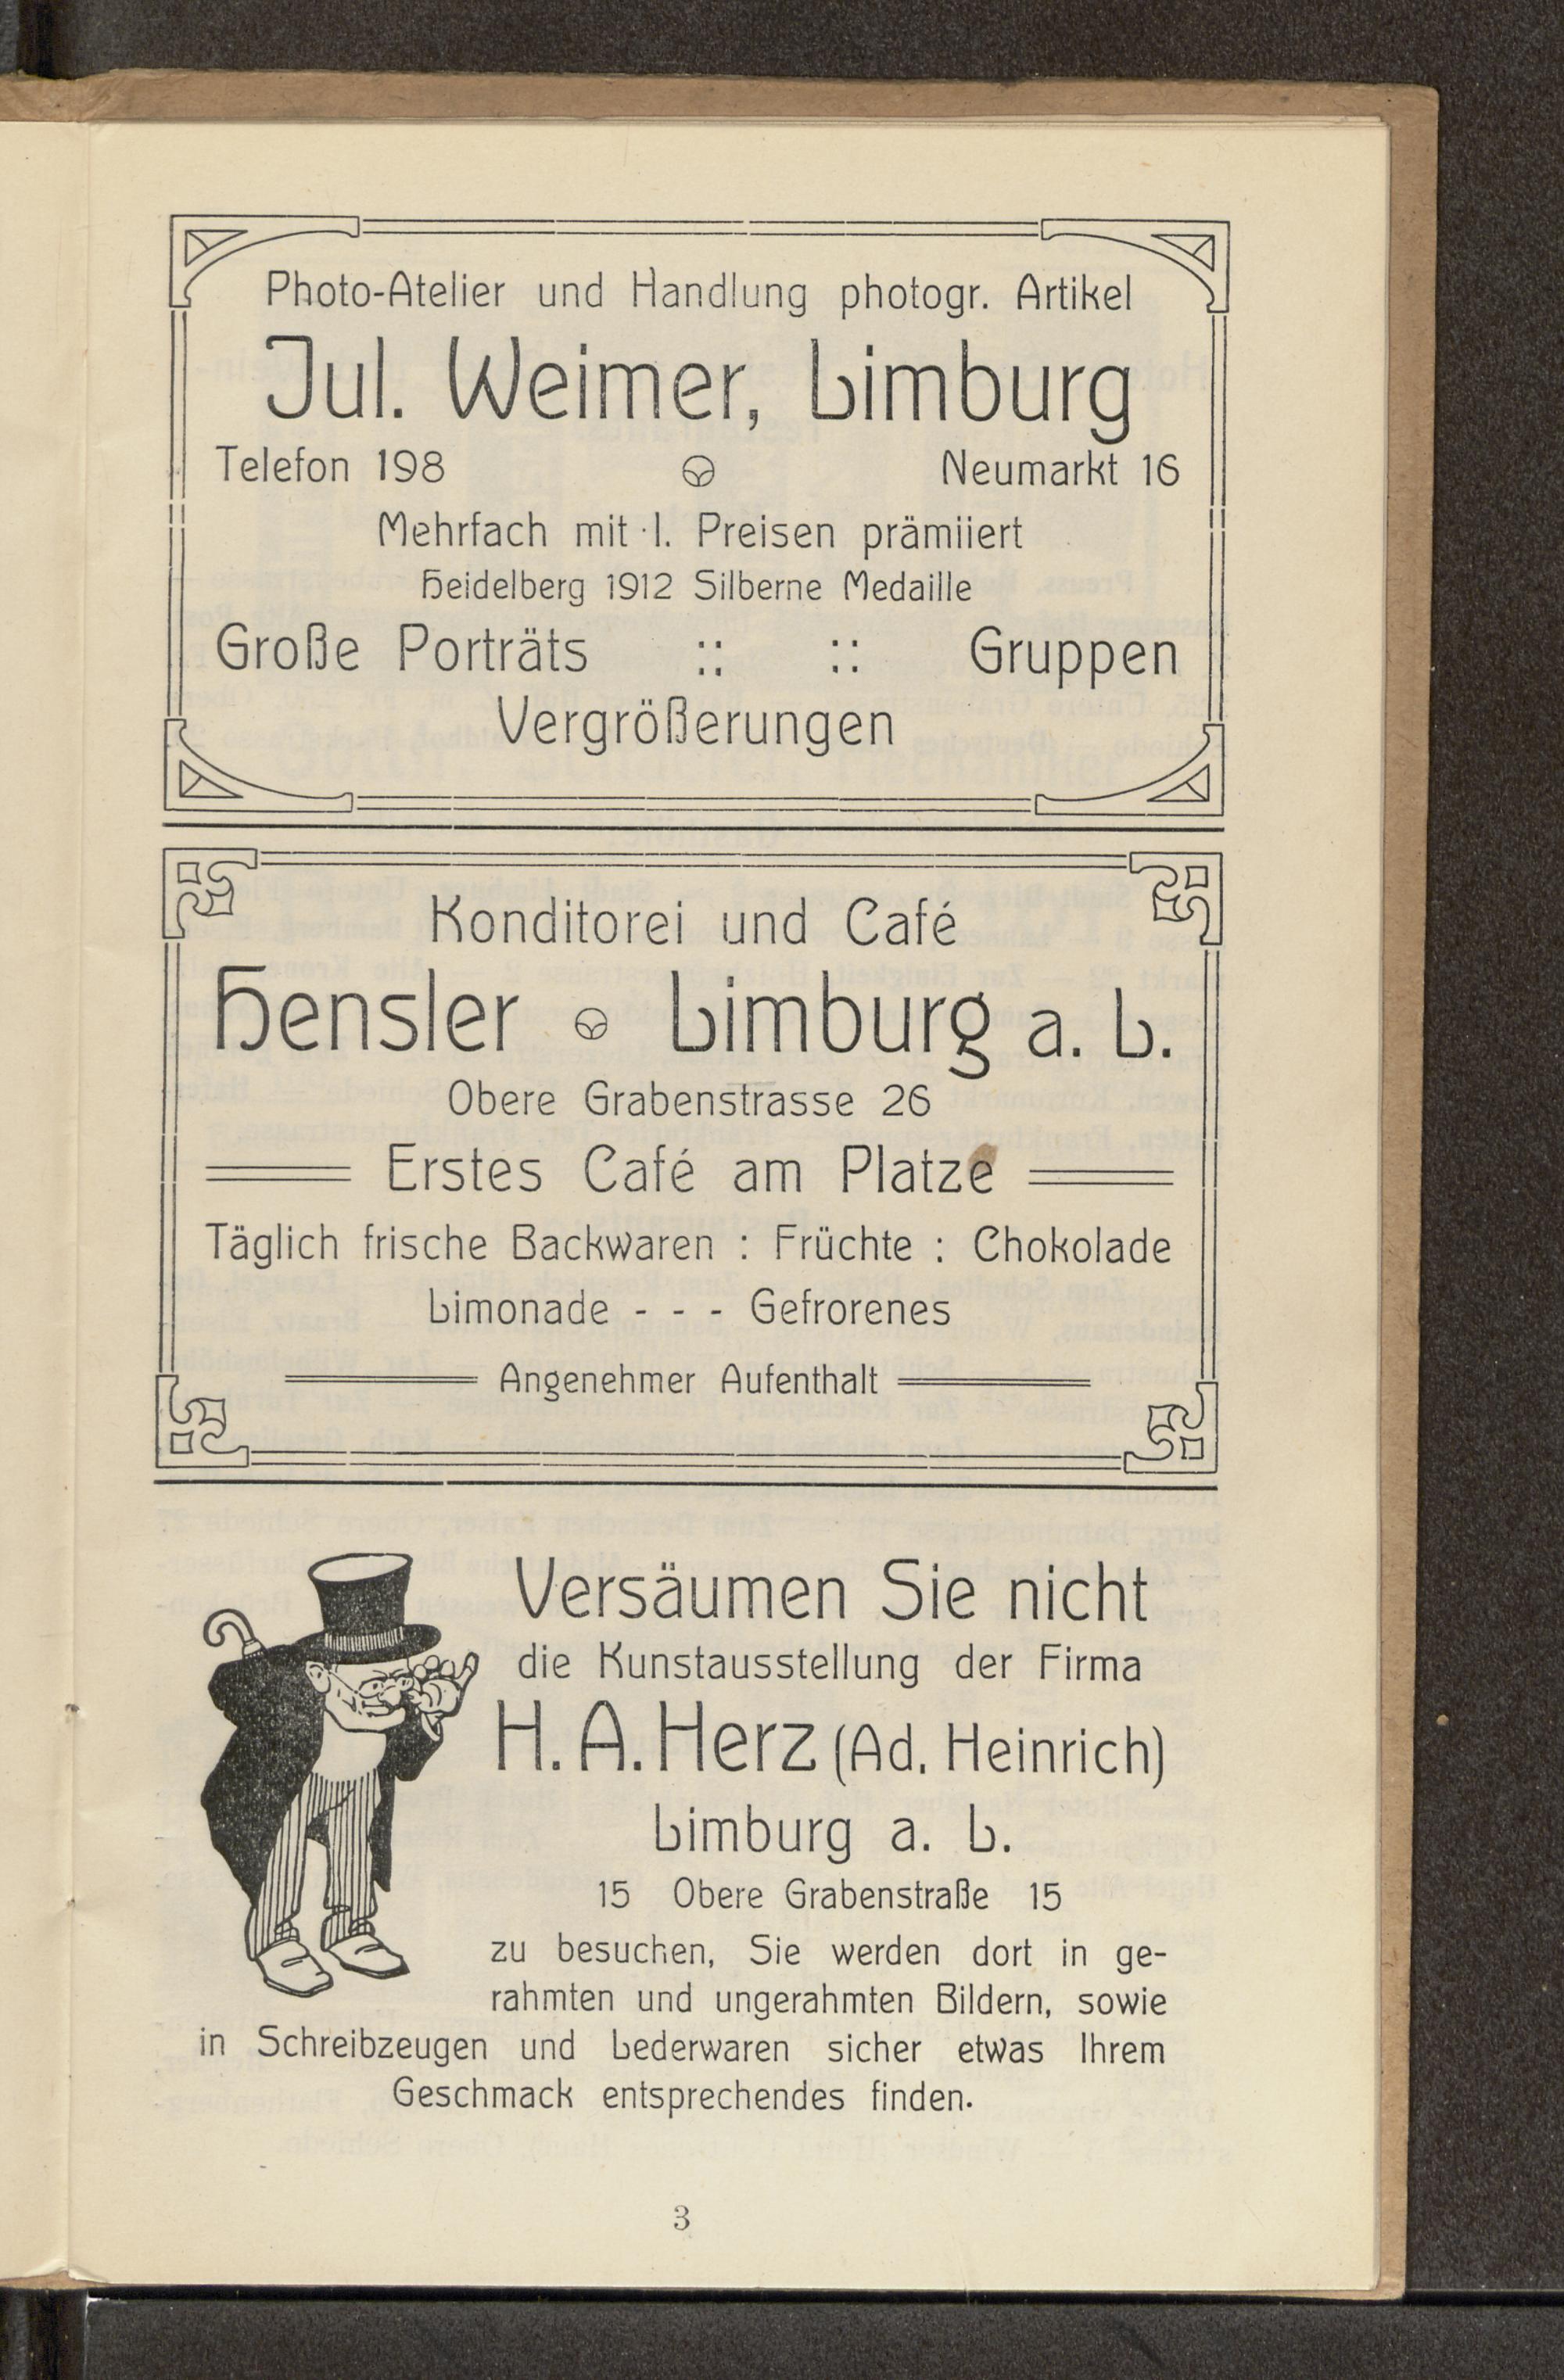 Photo-Atelier und Handlung photogr. Artikel
Jul. Weimer, Limburg
Telefon 198 Neumarkt 16
Mehrfach mit I. Preisen prämiiert
Heidelberg 1912 Silberne Medaille
Große Porträts :: :: Gruppen
Vergrößerungen
Konditorei und Café
Hensler Limburg a. L.
Obere Grabenstrasse 26
Erstes Café am Platze
Täglich frische Backwaren : Früchte : Chokolade
Limonade - - - Gefrorenes
Angenehmer Aufenthalt
Versäumen Sie nicht
die Kunstausstellung der Firma
H. A. Herz (Ad. Heinrich)
Limburg a. L.
15 Obere Grabenstraße 15
zu besuchen, Sie werden dort in ge-
rahmten und ungerahmten Bildern, sowie
in Schreibzeugen und Lederwaren sicher etwas Ihrem
Geschmack entsprechendes finden.
3